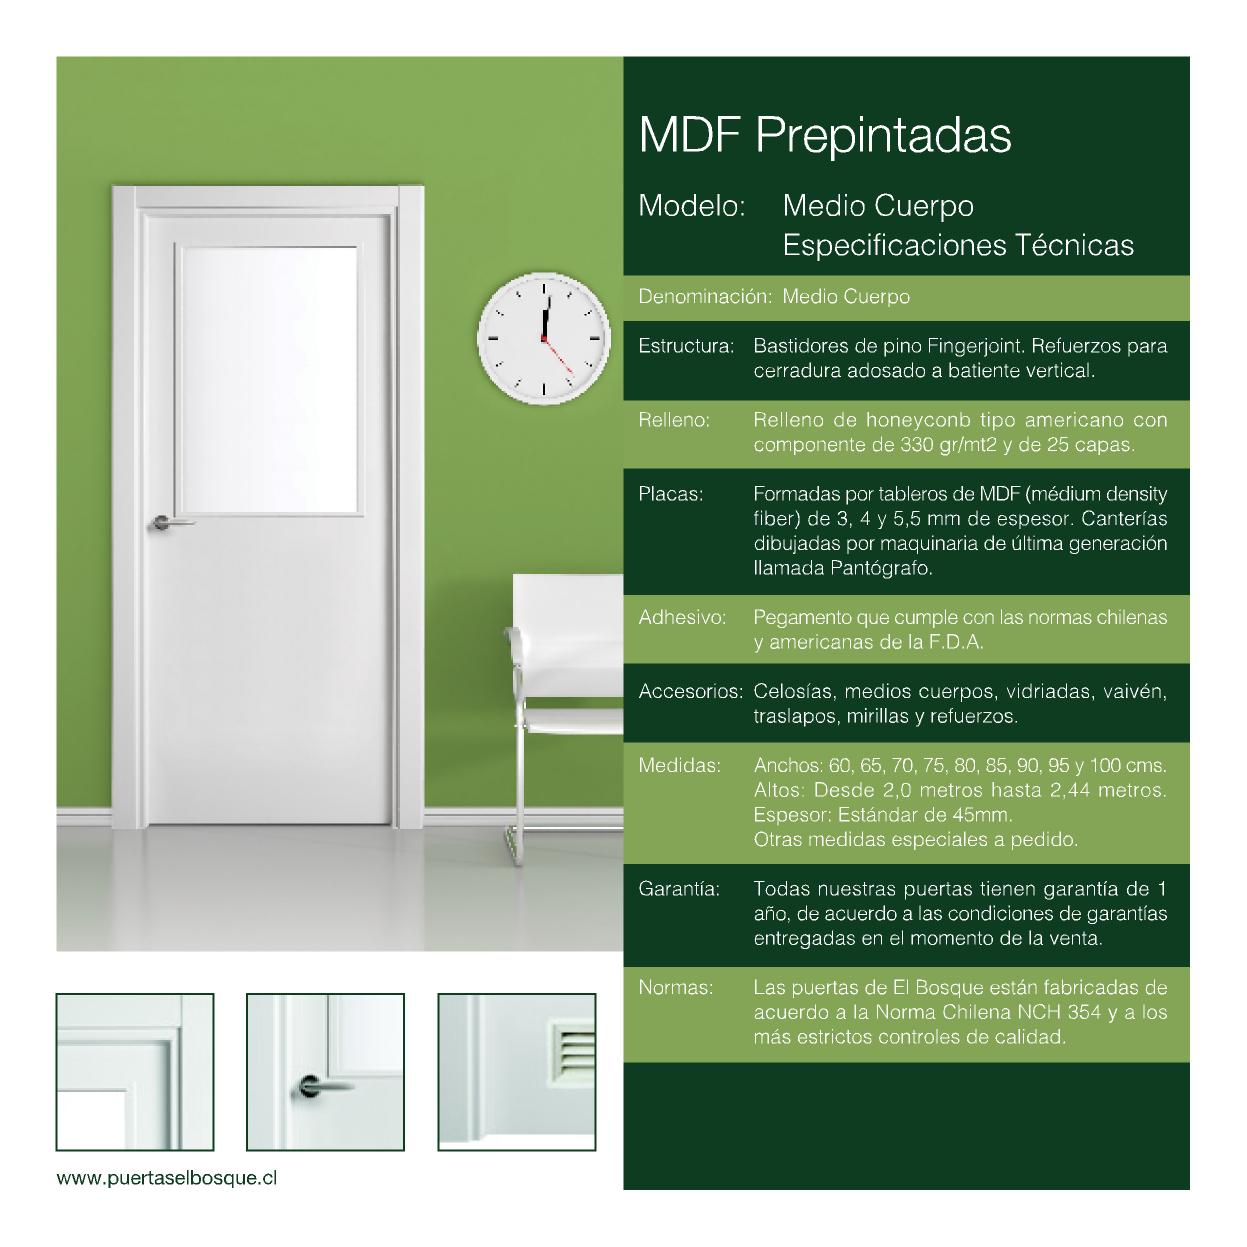 MDF Prepintadas
Modelo: Medio Cuerpo
Especificaciones Técnicas
Denominación: Medio Cuerpo
Estructura: Bastidores de pino Fingerjoint. Refuerzos para
cerradura adosado a batiente vertical.
Relleno: Relleno de honeyconb tipo americano con
componente de 330 gr/mt2 y de 25 capas.
Placas: Formadas por tableros de MDF (médium density
fiber) de 3, 4 y 5,5 mm de espesor. Canterías
dibujadas por maquinaria de última generación
llamada Pantógrafo.
Adhesivo: Pegamento que cumple con las normas chilenas
y americanas de la F.D.A.
Accesorios: Celosías, medios cuerpos, vidriadas, vaivén,
traslapos, mirillas y refuerzos.
Medidas: Anchos: 60, 65, 70, 75, 80, 85, 90, 95 y 100 cms.
Altos: Desde 2,0 metros hasta 2,44 metros.
Espesor: Estándar de 45mm.
Otras medidas especiales a pedido.
Garantía: Todas nuestras puertas tienen garantía de 1
año, de acuerdo a las condiciones de garantías
entregadas en el momento de la venta.
Normas: Las puertas de El Bosque están fabricadas de
acuerdo a la Norma Chilena NCH 354 y a los
más estrictos controles de calidad.
www.puertaselbosque.cl